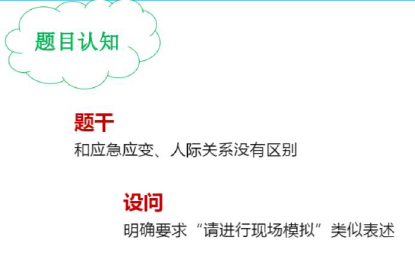 题目认知
题干
和应急应变、人际关系没有区别
设问
明确要求“请进行现场模拟”类似表述